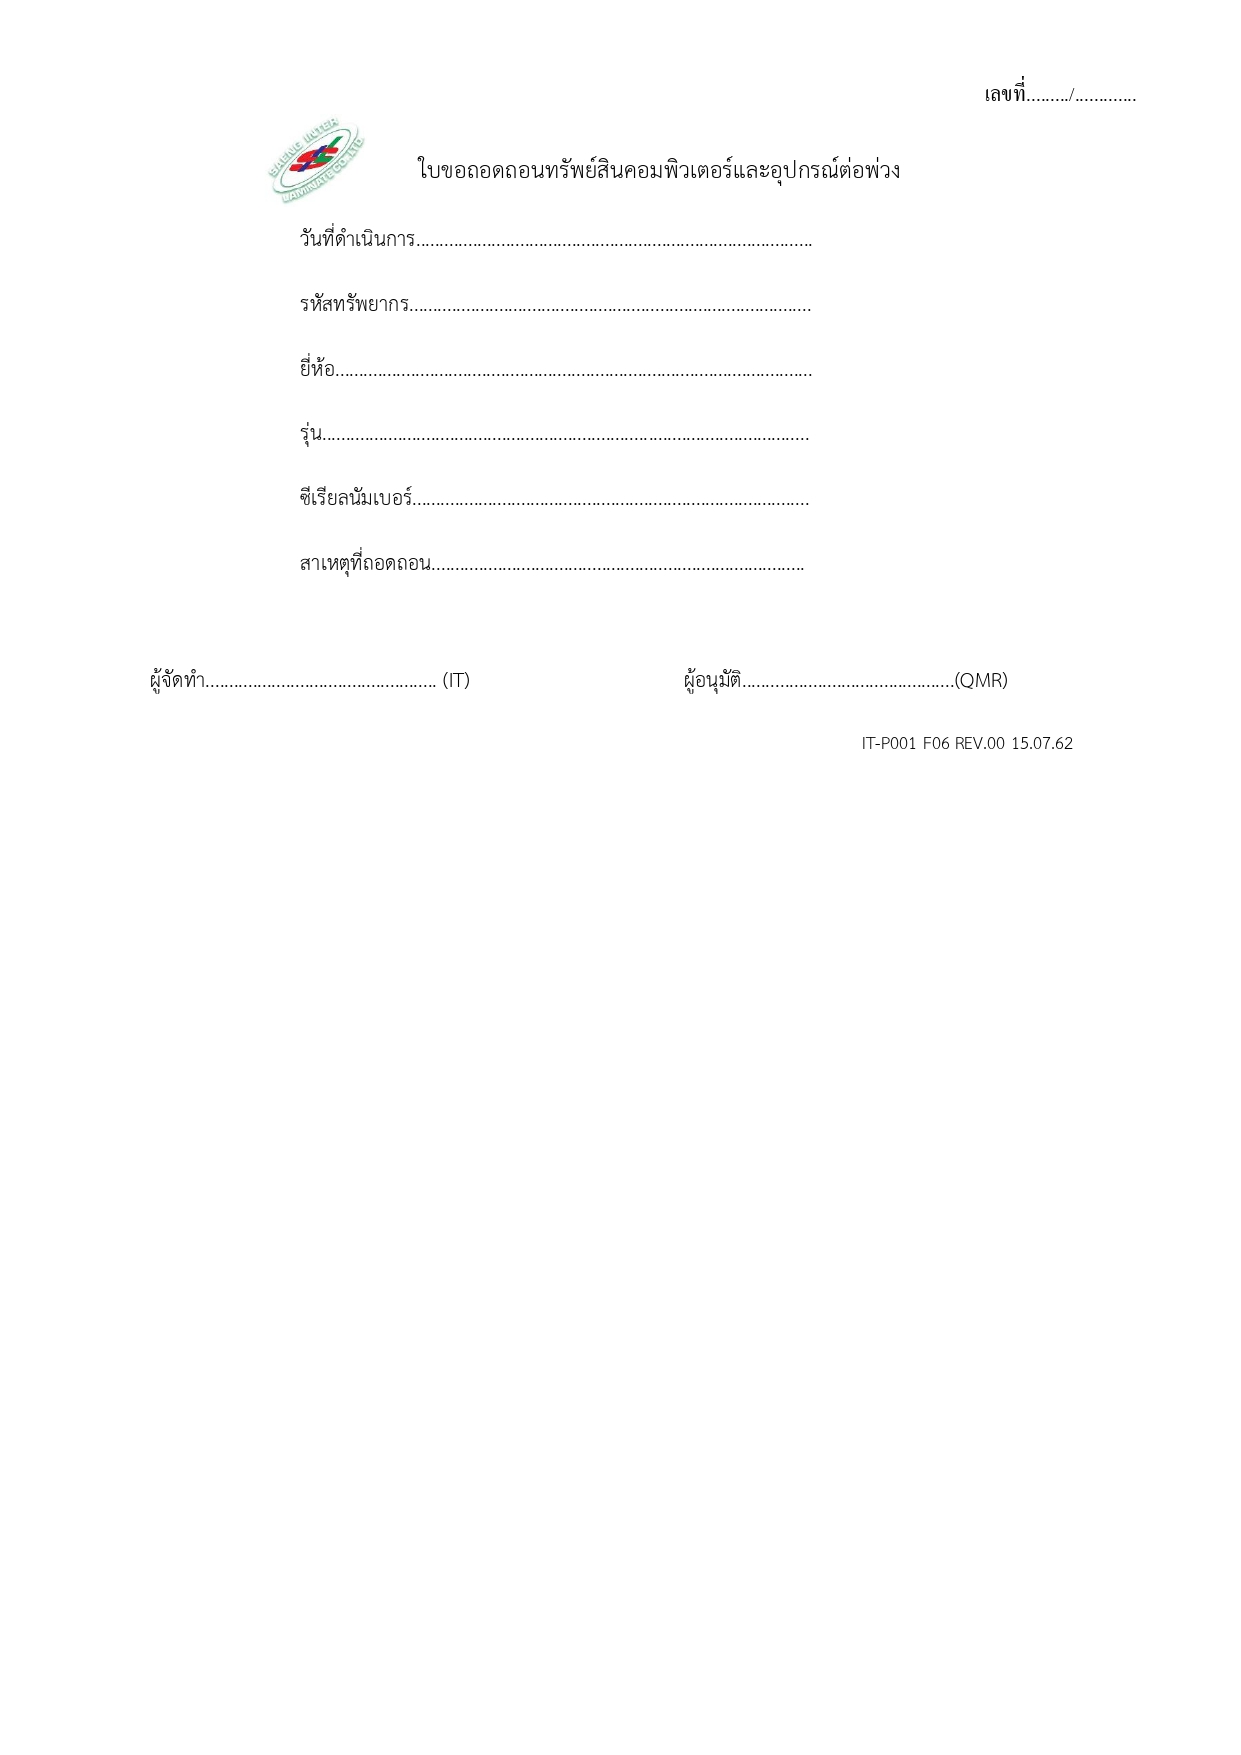 เลขที่........./.............
SAENG INTER
LAMINATE CO.,LTD
ใบขอถอดถอนทรัพย์สินคอมพิวเตอร์และอุปกรณ์ต่อพ่วง
วันที่ดำเนินการ....................................................................................
รหัสทรัพยากร.....................................................................................
ยี่ห้อ.....................................................................................................
รุ่น.......................................................................................................
ซีเรียลนัมเบอร์....................................................................................
สาเหตุที่ถอดถอน...............................................................................
ผู้จัดทำ................................................. (IT) ผู้อนุมัติ.............................................(QMR)
IT-P001 F06 REV.00 15.07.62